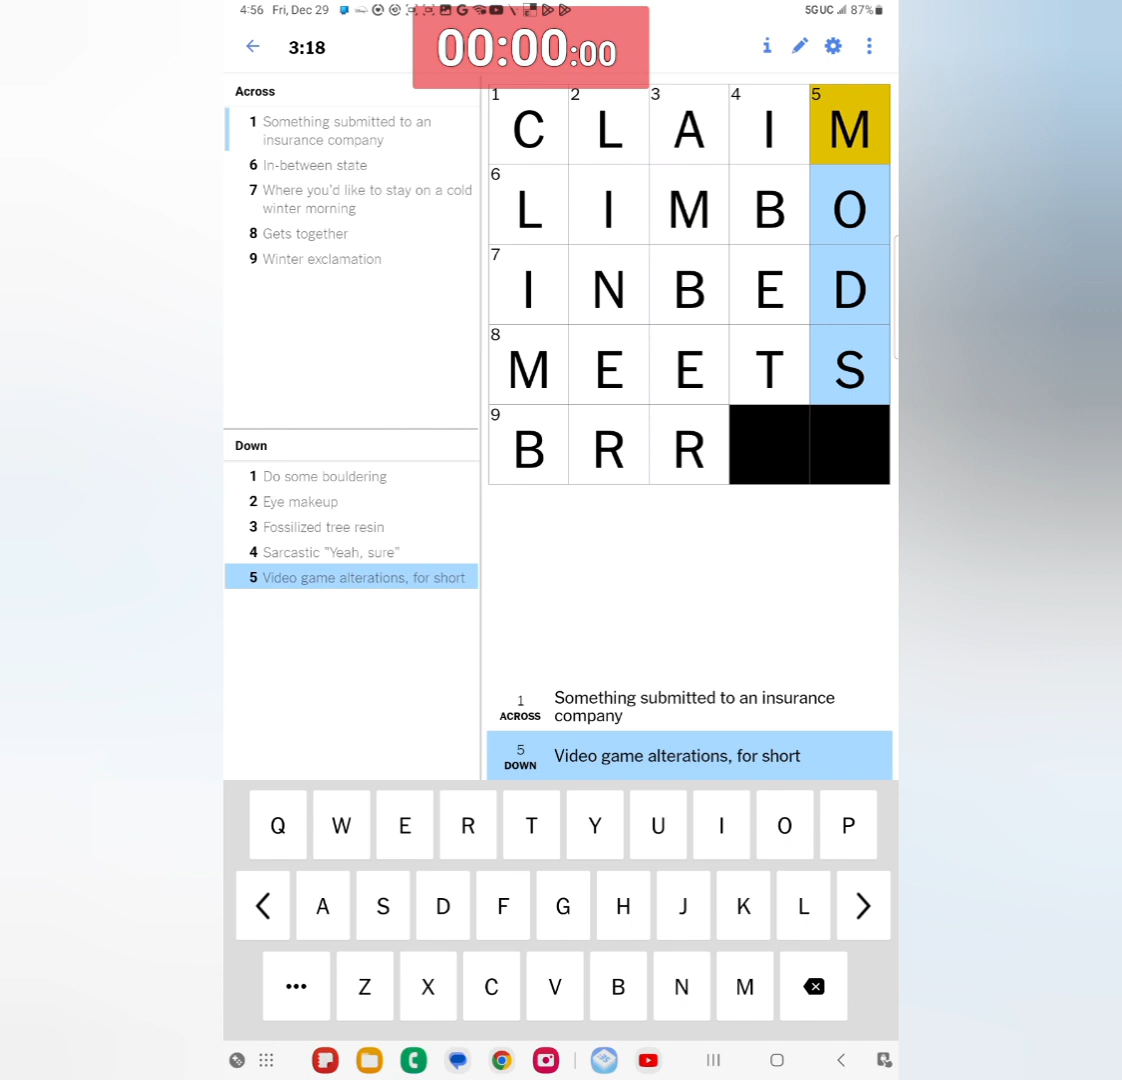 4:56 Fri, Dec 29
5G UC 87%
3:18
00:00:00
Across
1 Something submitted to an
insurance company
6 In-between state
7 Where you'd like to stay on a cold
winter morning
8 Gets together
9 Winter exclamation
Down
1 Do some bouldering
2 Eye makeup
3 Fossilized tree resin
4 Sarcastic "Yeah, sure"
5 Video game alterations, for short
1 2 3 4 5
C L A I M
6
L I M B O
7
I N B E D
8
M E E T S
9
B R R
1 ACROSS Something submitted to an insurance
company
5 DOWN Video game alterations, for short
Q W E R T Y U I O P
A S D F G H J K L
••• Z X C V B N M